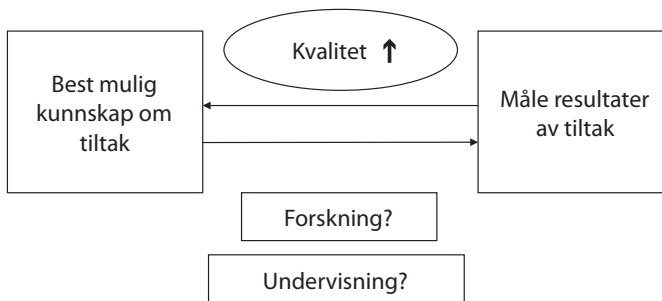 Kvalitet ↑
Best mulig
kunnskap om
tiltak
Måle resultater
av tiltak
Forskning?
Undervisning?